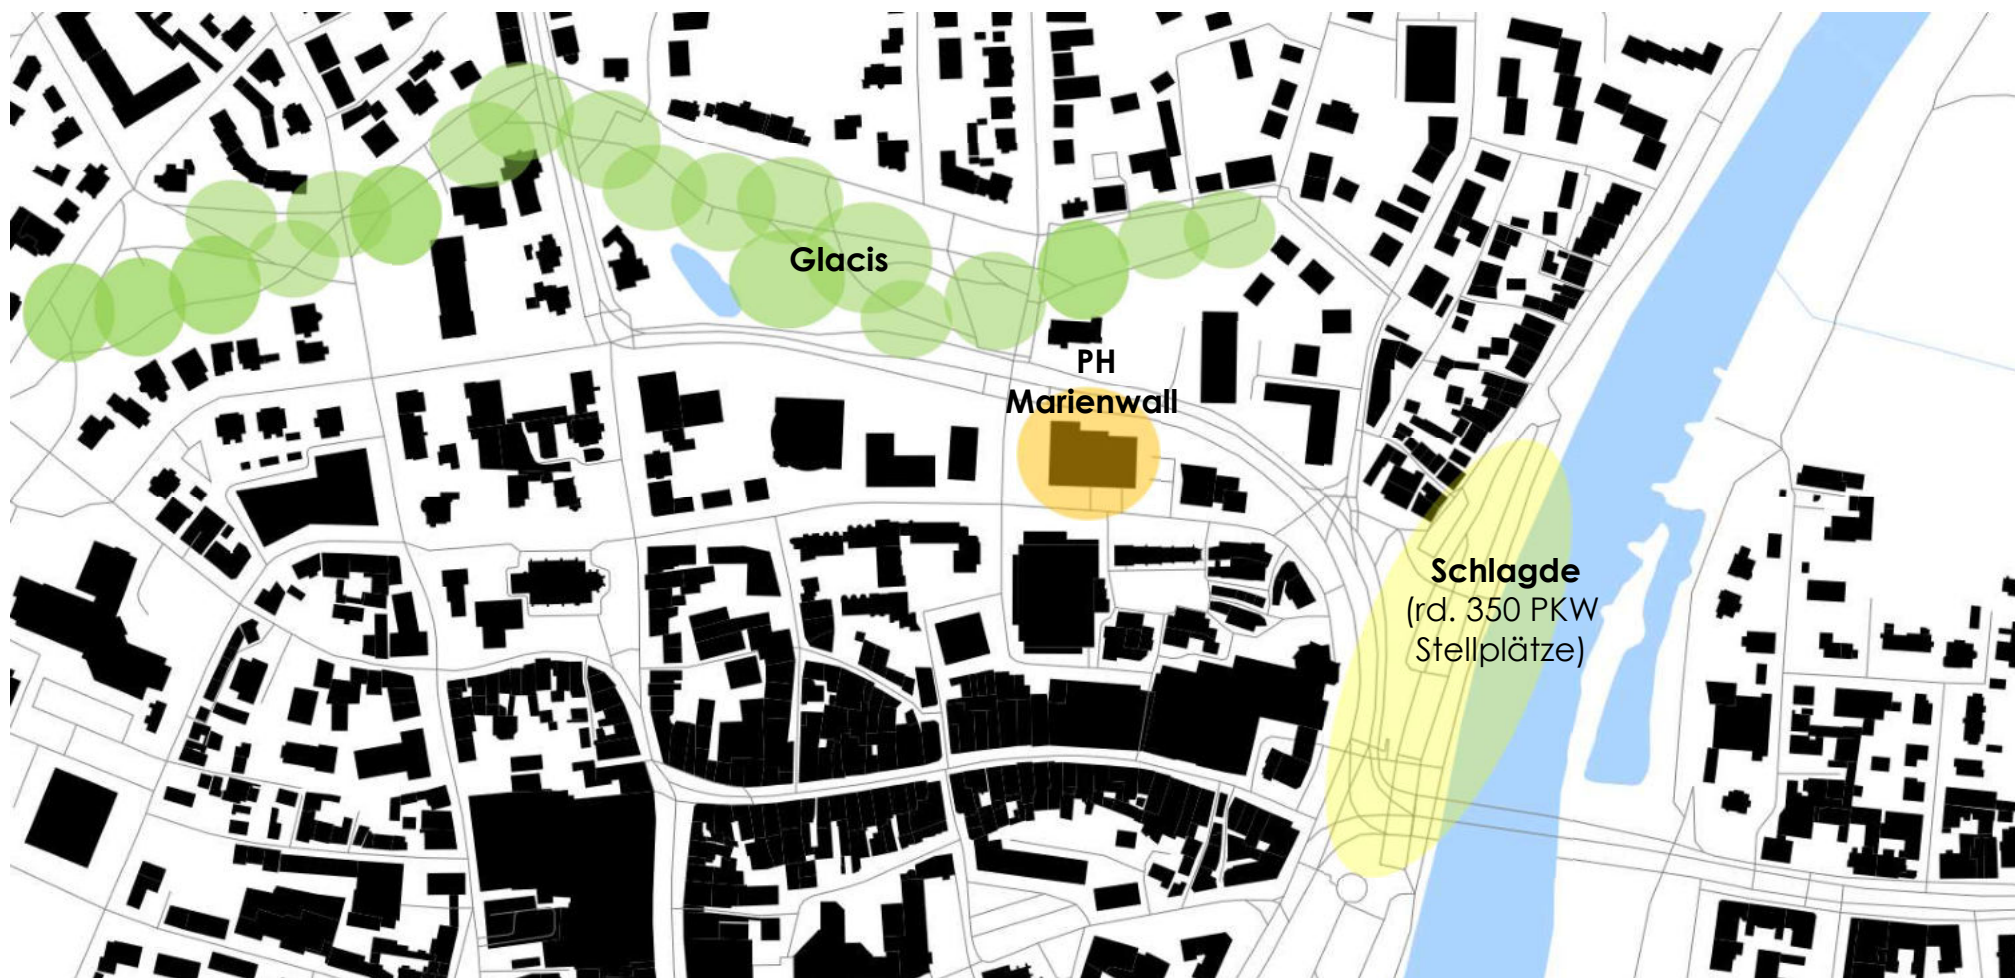 Glacis
PH
Marienwall
Schlagde
(rd. 350 PKW
Stellplätze)